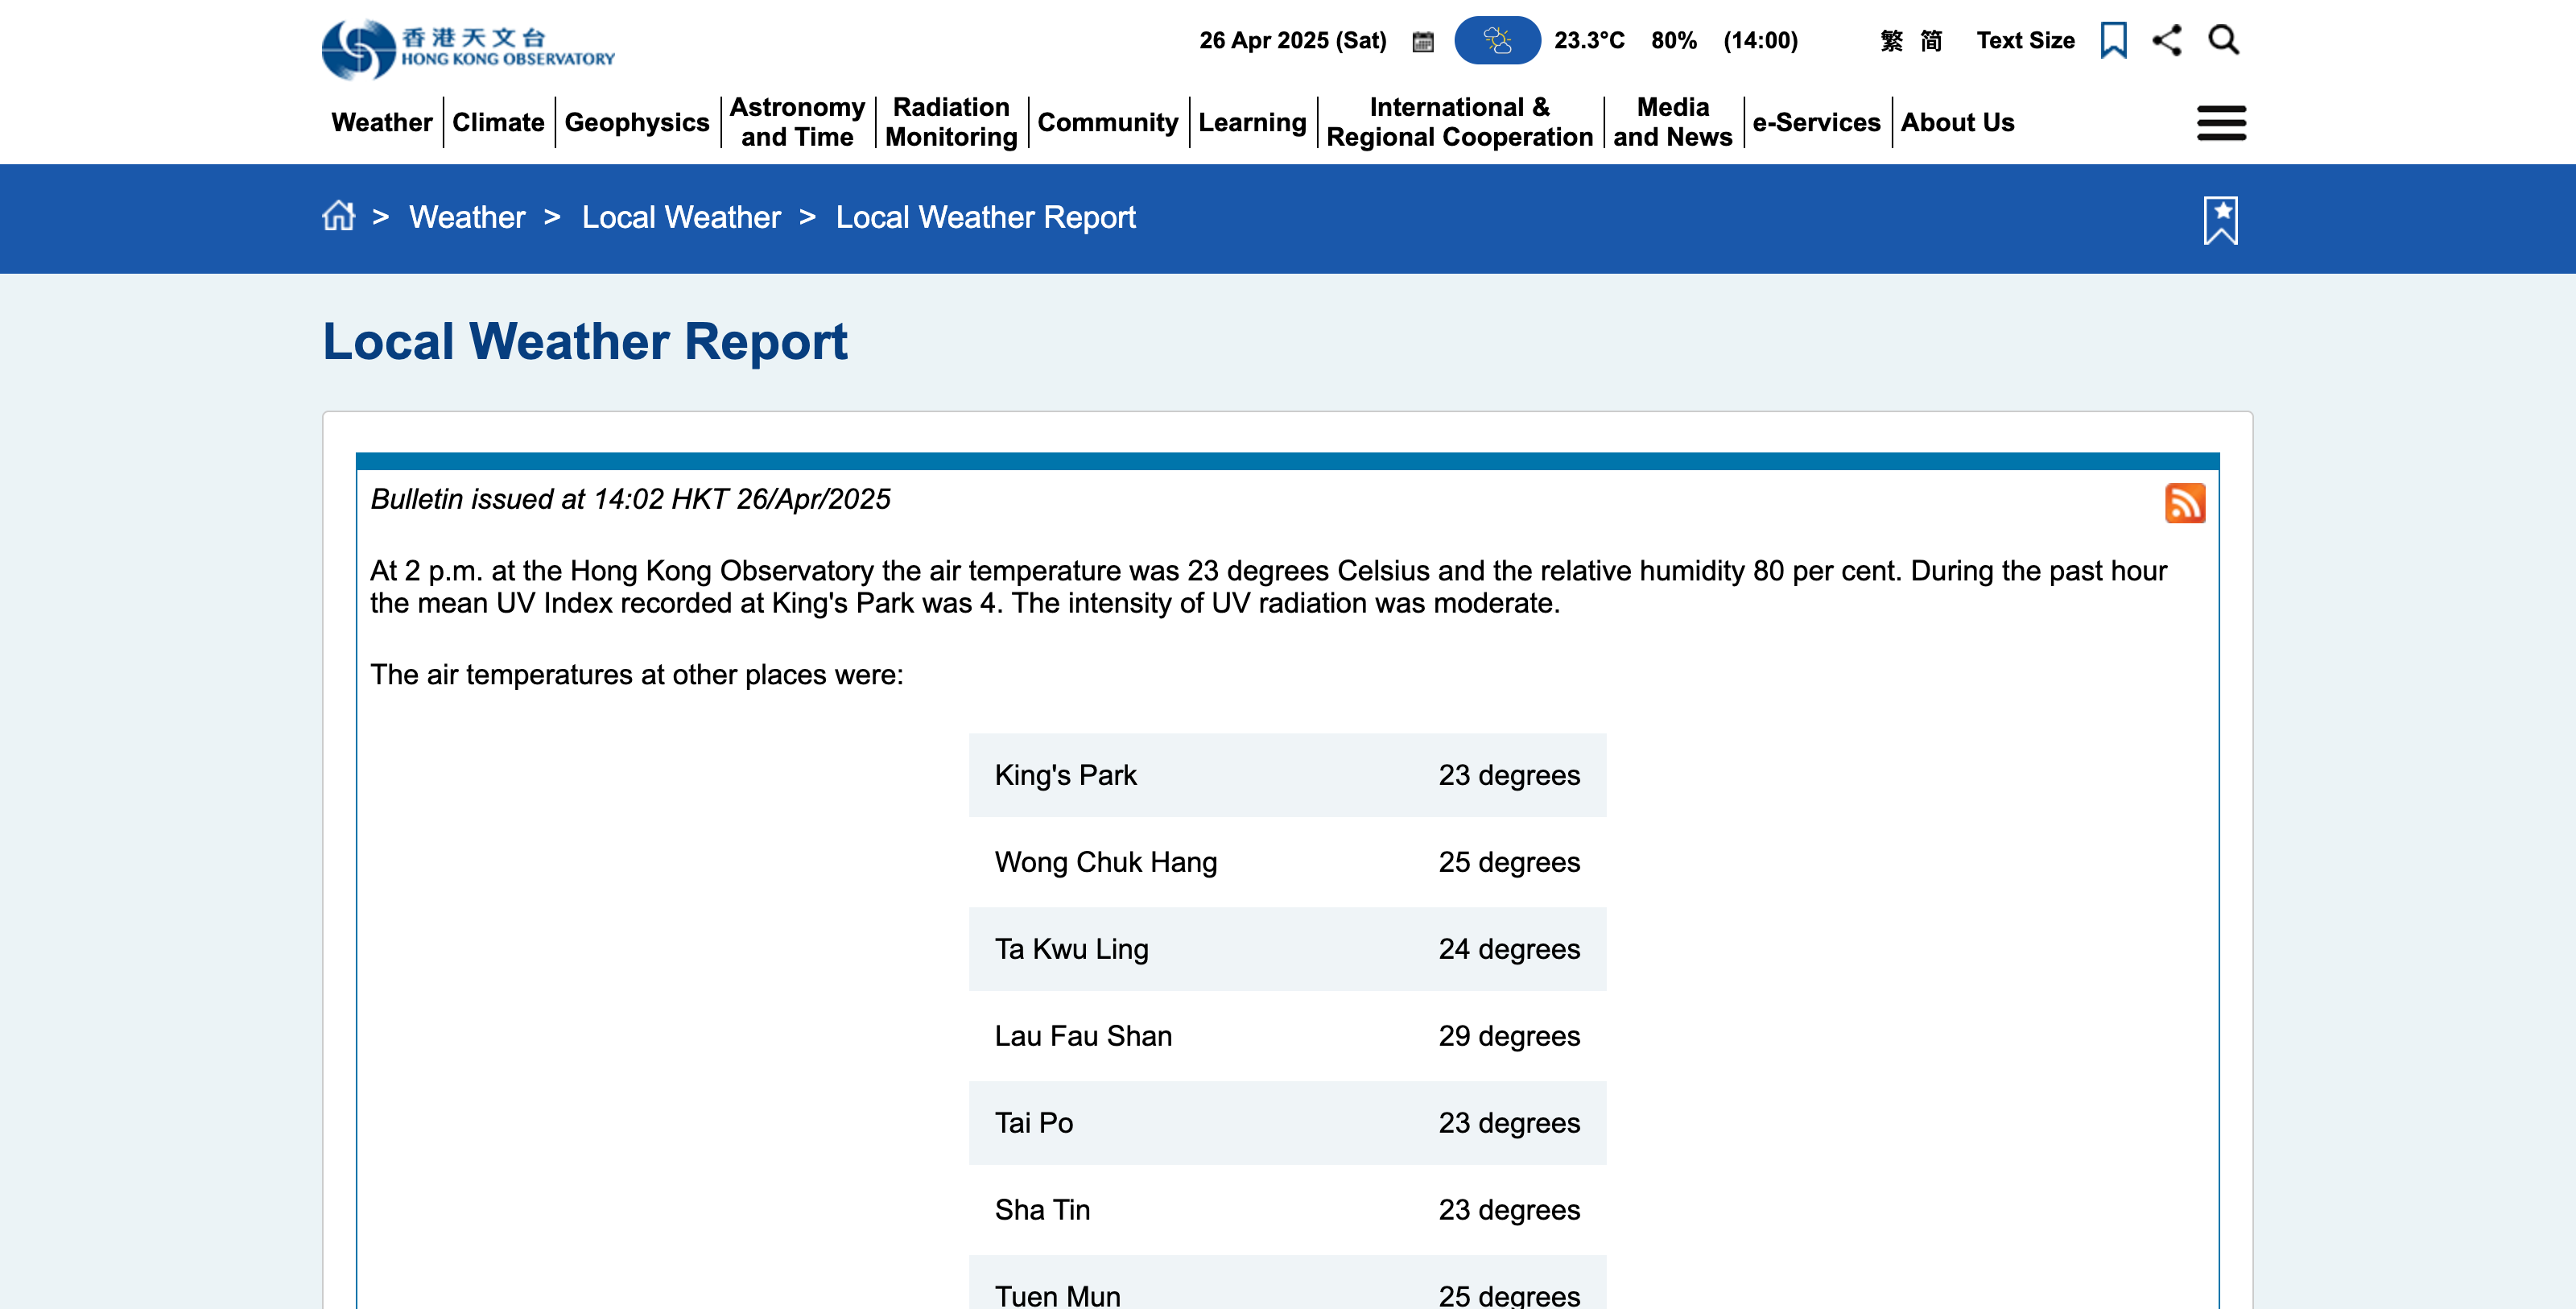 香港天文台
HONG KONG OBSERVATORY
26 Apr 2025 (Sat) 23.3°C 80% (14:00) 繁 简 Text Size
Weather Climate Geophysics Astronomy and Time Radiation Monitoring Community Learning International & Regional Cooperation Media and News e-Services About Us
> Weather > Local Weather > Local Weather Report
Local Weather Report
Bulletin issued at 14:02 HKT 26/Apr/2025
At 2 p.m. at the Hong Kong Observatory the air temperature was 23 degrees Celsius and the relative humidity 80 per cent. During the past hour
the mean UV Index recorded at King's Park was 4. The intensity of UV radiation was moderate.
The air temperatures at other places were:
King's Park 23 degrees
Wong Chuk Hang 25 degrees
Ta Kwu Ling 24 degrees
Lau Fau Shan 29 degrees
Tai Po 23 degrees
Sha Tin 23 degrees
Tuen Mun 25 degrees